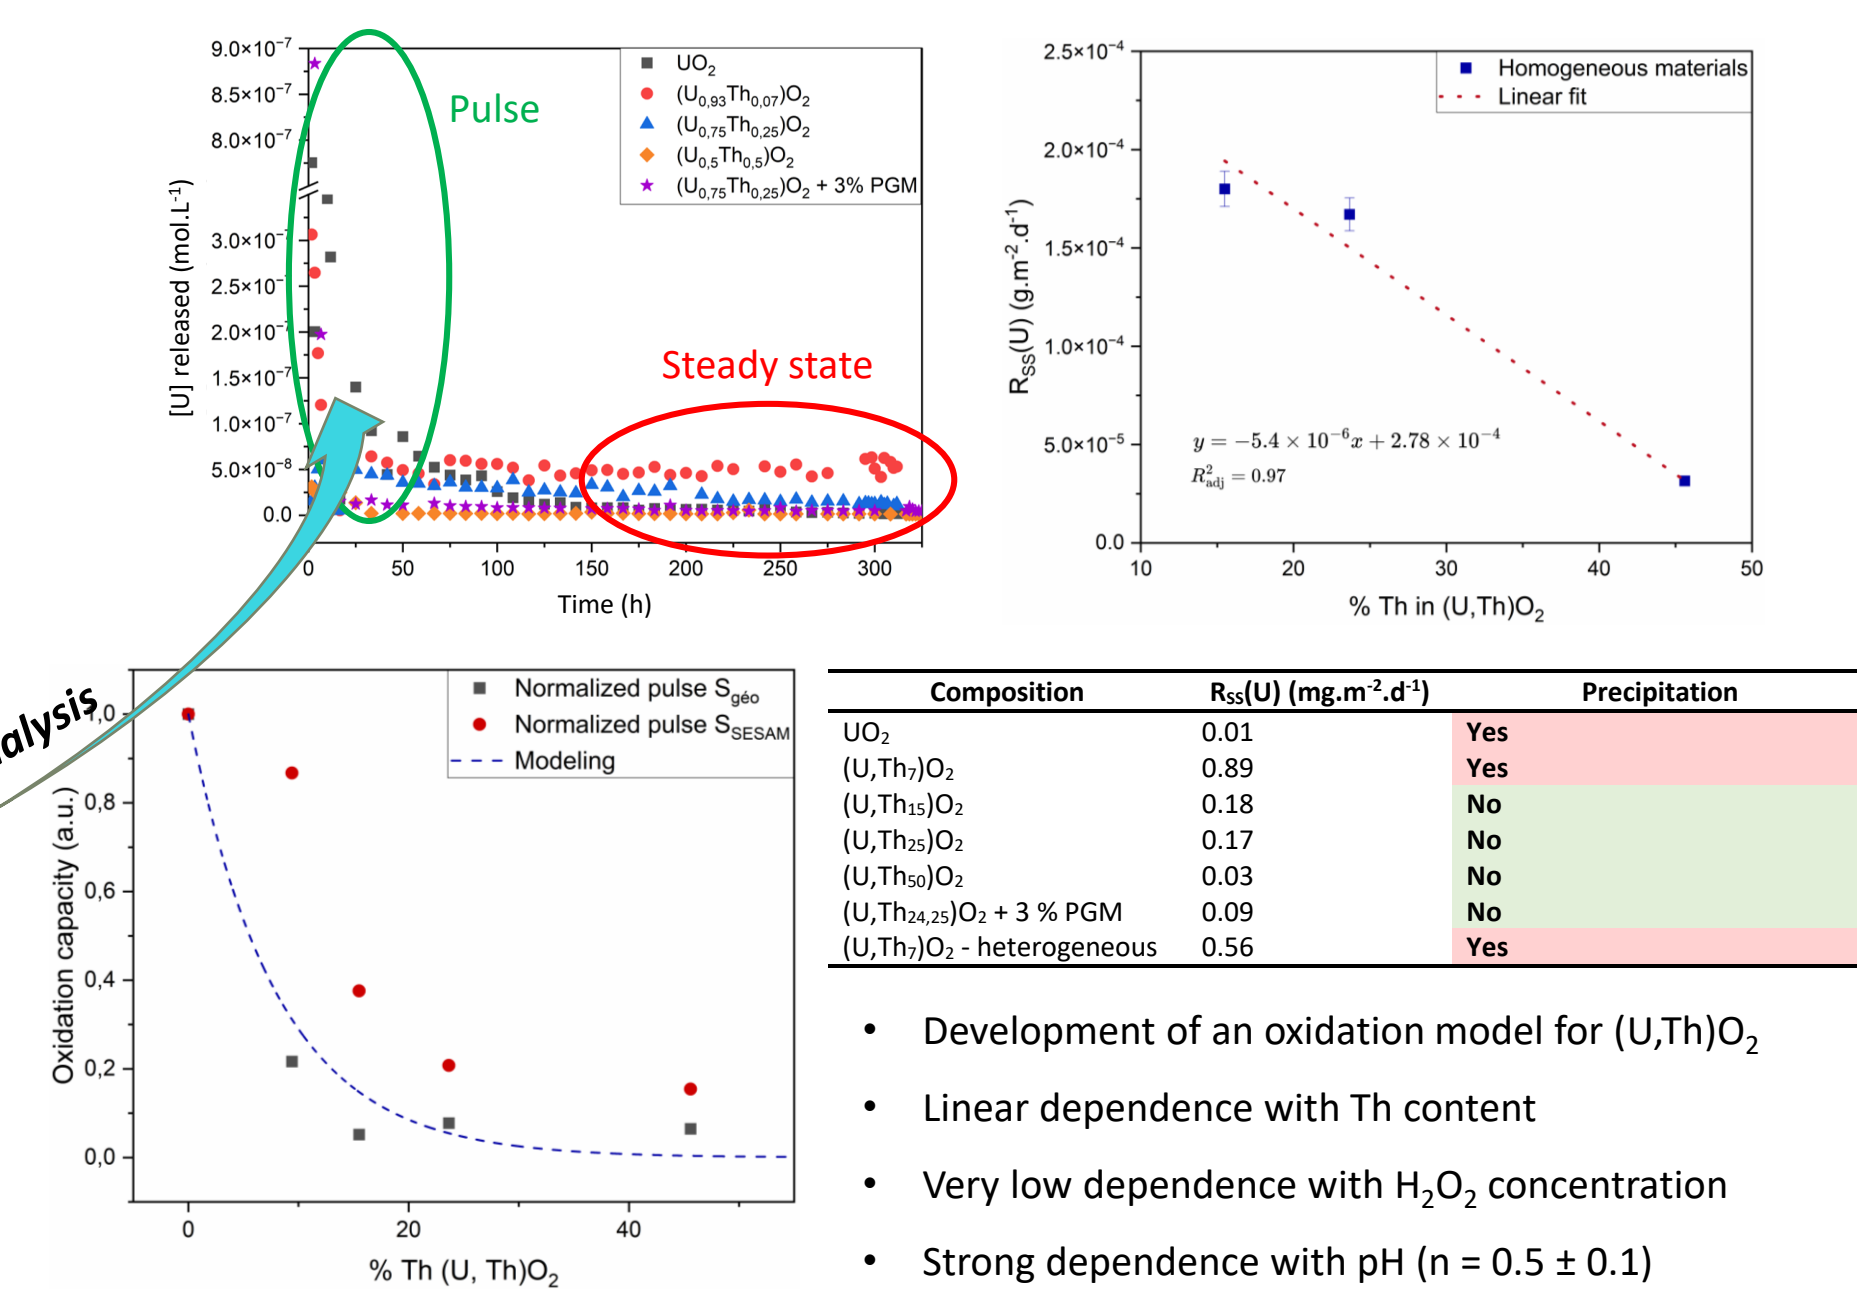 9.0×10⁻⁷
8.5×10⁻⁷
8.0×10⁻⁷
3.0×10⁻⁷
2.5×10⁻⁷
2.0×10⁻⁷
1.5×10⁻⁷
1.0×10⁻⁷
5.0×10⁻⁸
0.0
[U] released (mol.L⁻¹)
Pulse
UO₂
(U₀,₉₃Th₀,₀₇)O₂
(U₀,₇₅Th₀,₂₅)O₂
(U₀,₅Th₀,₅)O₂
(U₀,₇₅Th₀,₂₅)O₂ + 3% PGM
Steady state
0 50 100 150 200 250 300
Time (h)
2.5×10⁻⁴
2.0×10⁻⁴
1.5×10⁻⁴
1.0×10⁻⁴
5.0×10⁻⁵
0.0
R_SS(U) (g.m⁻².d⁻¹)
Homogeneous materials
Linear fit
y = −5.4 × 10⁻⁶x + 2.78 × 10⁻⁴
R²adj = 0.97
10 20 30 40 50
% Th in (U,Th)O₂
alysis
1,0
0,8
0,6
0,4
0,2
0,0
Oxidation capacity (a.u.)
Normalized pulse S_géo
Normalized pulse S_SESAM
Modeling
0 20 40
% Th (U, Th)O₂
Composition R_SS(U) (mg.m⁻².d⁻¹) Precipitation
UO₂ 0.01 Yes
(U,Th₇)O₂ 0.89 Yes
(U,Th₁₅)O₂ 0.18 No
(U,Th₂₅)O₂ 0.17 No
(U,Th₅₀)O₂ 0.03 No
(U,Th₂₄,₂₅)O₂ + 3 % PGM 0.09 No
(U,Th₇)O₂ - heterogeneous 0.56 Yes
• Development of an oxidation model for (U,Th)O₂
• Linear dependence with Th content
• Very low dependence with H₂O₂ concentration
• Strong dependence with pH (n = 0.5 ± 0.1)